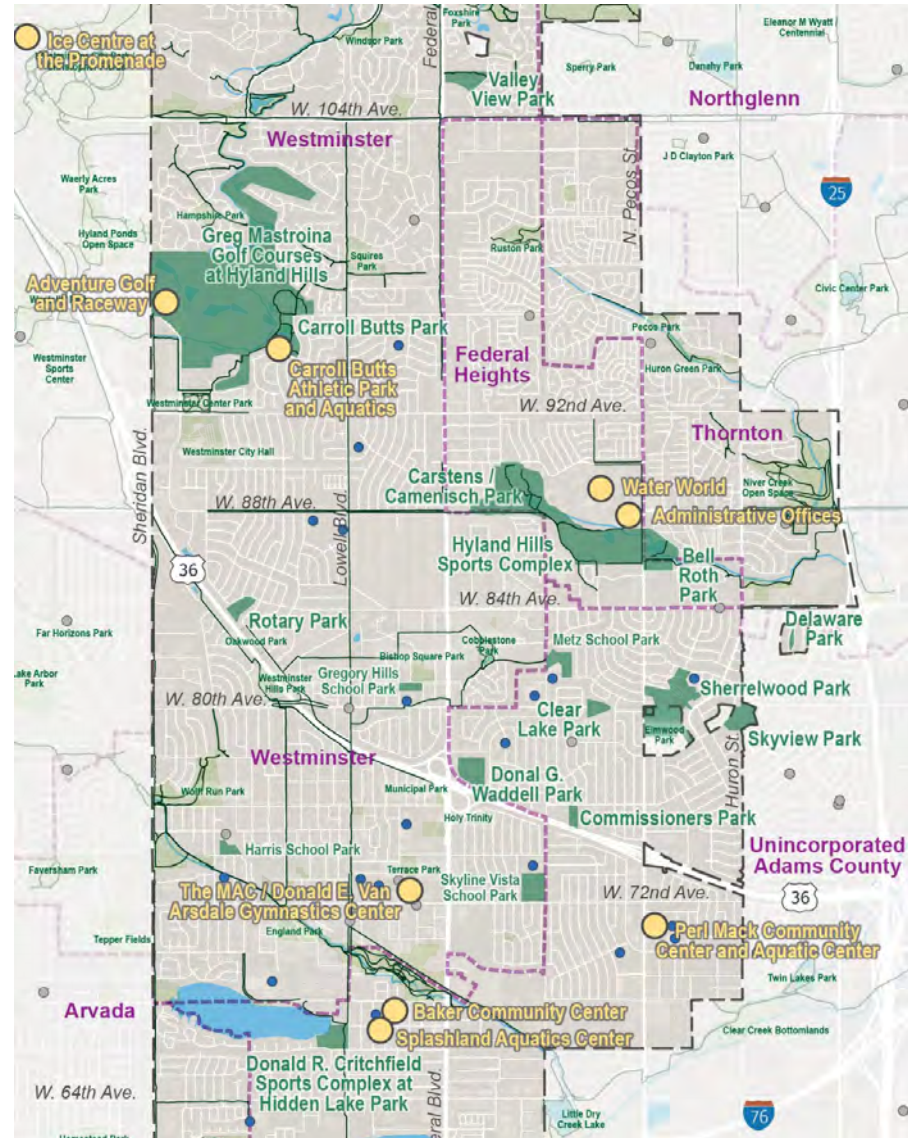 Foxshire
Park
Eleanor M Wyatt
Centennial
Ice Centre at
the Promenade
Windsor Park
Federal
Valley
View Park
Sperry Park
Danahy Park
Northglenn
W. 104th Ave.
Westminster
N. Pecos St.
J D Clayton Park
25
Waerly Acres
Park
Hampshire Park
Hyland Ponds
Open Space
Greg Mastroina
Golf Courses
at Hyland Hills
Squires
Park
Ruston Park
Adventure Golf
and Raceway
Civic Center Park
Carroll Butts Park
Pecos Park
Westminster
Sports
Center
Carroll Butts
Athletic Park
and Aquatics
Federal
Heights
Huron Green Park
Westminster Center Park
W. 92nd Ave.
Thornton
Sheridan Blvd.
Westminster City Hall
Carstens /
Camenisch Park
Water World
Niver Creek
Open Space
W. 88th Ave.
Administrative Offices
Lowell Blvd.
Hyland Hills
Sports Complex
Bell
Roth
Park
36
W. 84th Ave.
Rotary Park
Delaware
Park
Far Horizons Park
Oakwood Park
Cobblestone
Park
Metz School Park
Bishop Square Park
Lake Arbor
Park
Westminster
Hills Park
Gregory Hills
School Park
Sherrelwood Park
W. 80th Ave.
Clear
Lake Park
Elmwood
Park
Skyview Park
Huron St.
Westminster
Donal G.
Waddell Park
Wolff Run Park
Municipal Park
Holy Trinity
Commissioners Park
Unincorporated
Adams County
Harris School Park
Faversham Park
Terrace Park
Skyline Vista
School Park
W. 72nd Ave.
36
The MAC / Donald E. Van
Arsdale Gymnastics Center
England Park
Perl Mack Community
Center and Aquatic Center
Tepper Fields
Twin Lakes Park
Arvada
Baker Community Center
Splashland Aquatics Center
Clear Creek Bottomlands
Donald R. Critchfield
Sports Complex at
Hidden Lake Park
W. 64th Ave.
eral Blvd.
Little Dry
Creek Lake
76